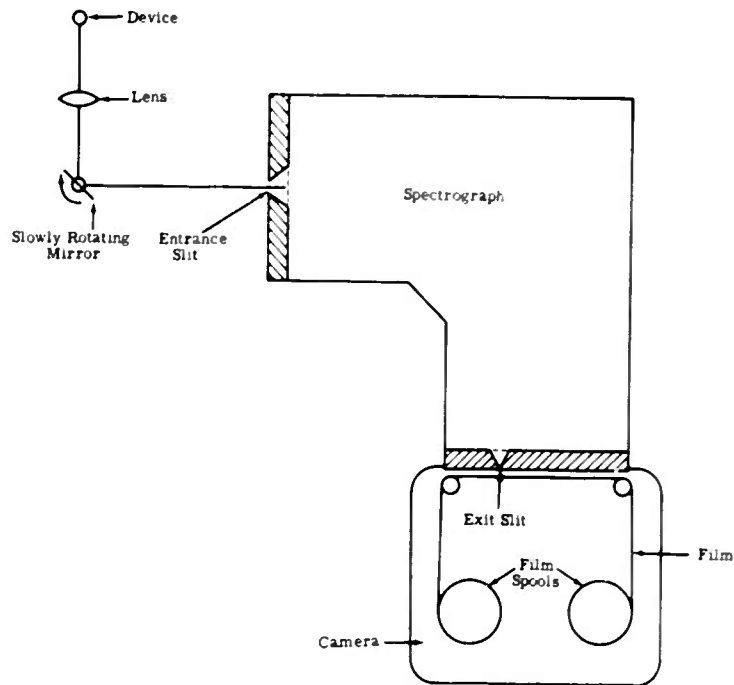 Device
Lens
Slowly Rotating
Mirror
Entrance
Slit
Spectrograph
Exit Slit
Film
Film
Spools
Camera